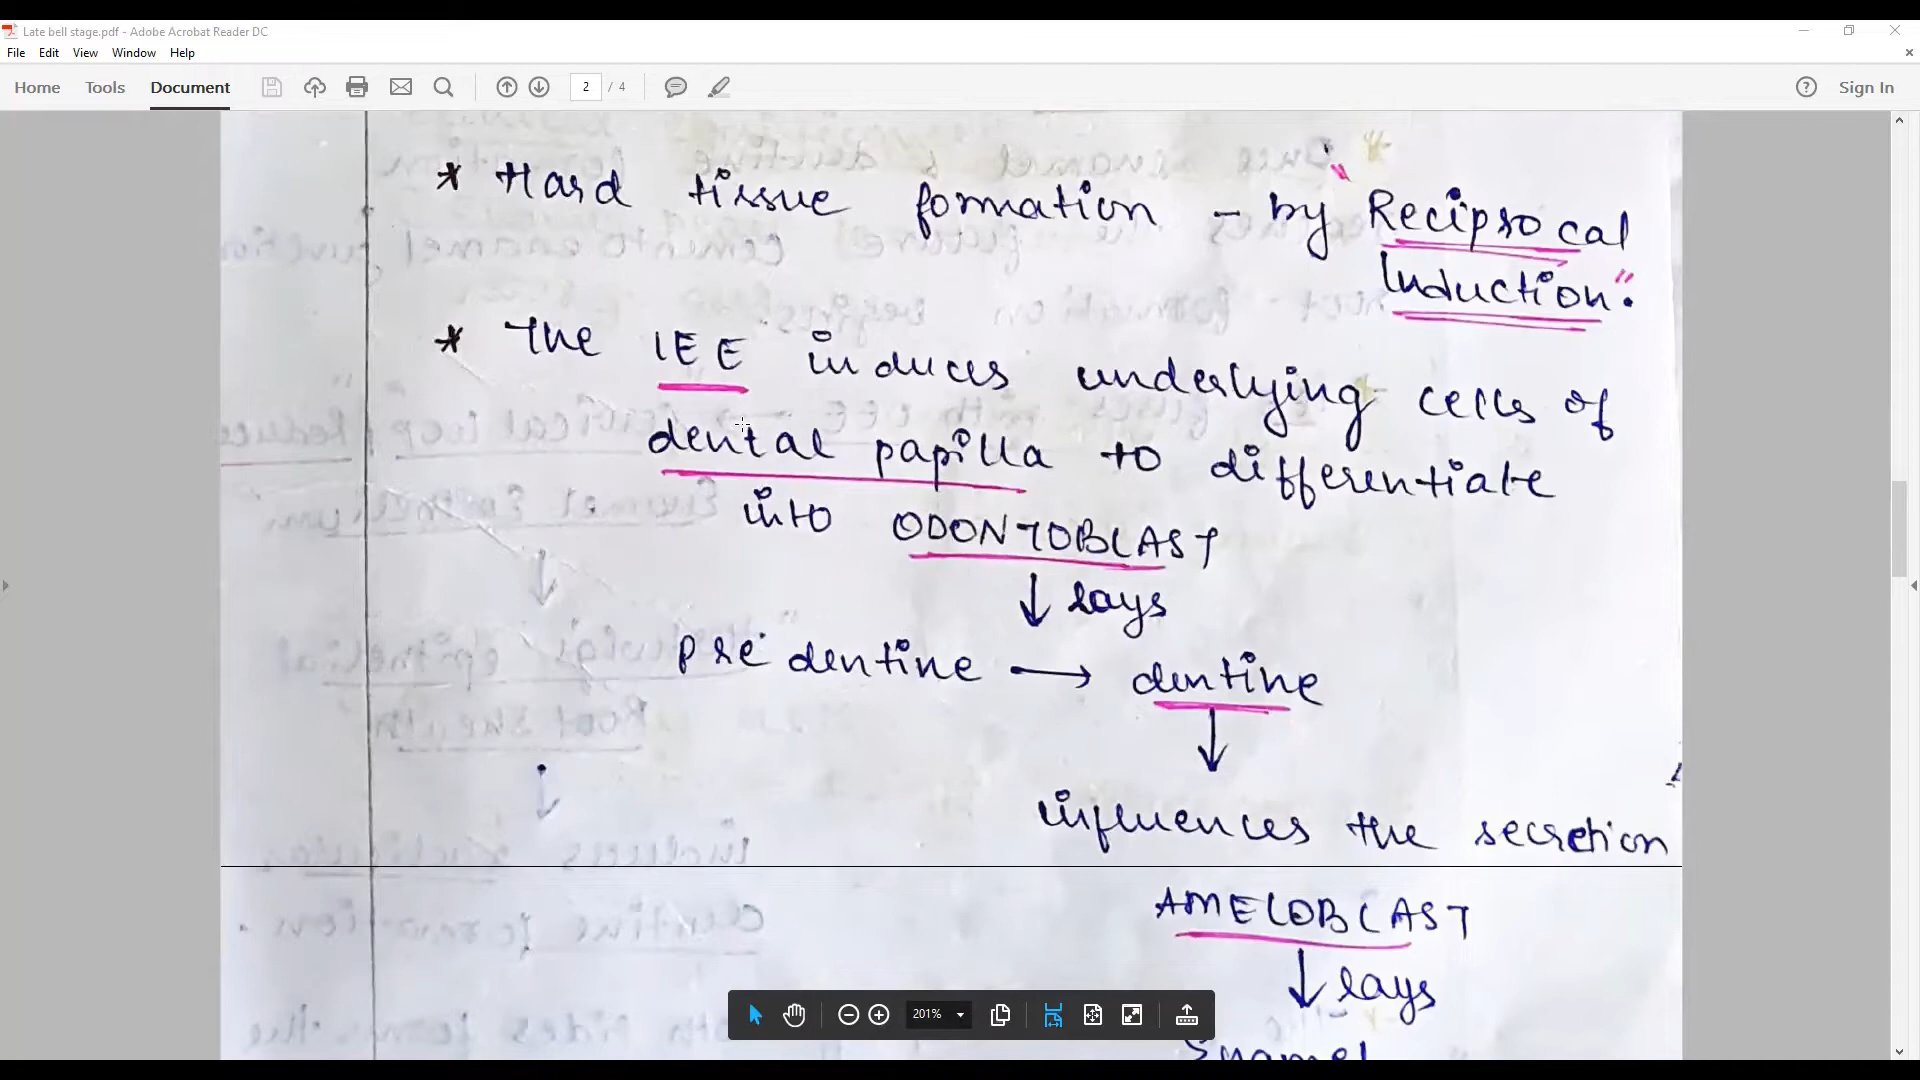 Late bell stage.pdf - Adobe Acrobat Reader DC
File Edit View Window Help
Home Tools Document 2 / 4 Sign In
* Hard tissue formation - by "Reciprocal
Induction".
* The IEE induces underlying cells of
dental papilla to differentiate
into ODONTOBLAST
↓ lays
Pre dentine → dentine
↓
influences the secretion
AMELOBLAST
↓ lays
Enamel
201%